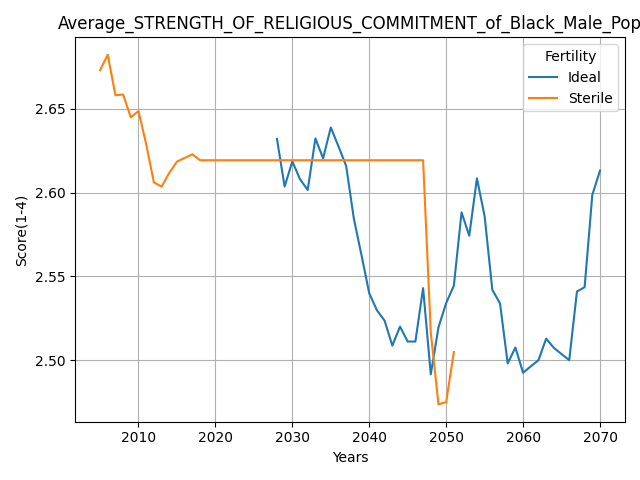 Average_STRENGTH_OF_RELIGIOUS_COMMITMENT_of_Black_Male_Pop
Fertility
Ideal
Sterile
2.65
2.60
2.55
2.50
Score(1-4)
2010 2020 2030 2040 2050 2060 2070
Years